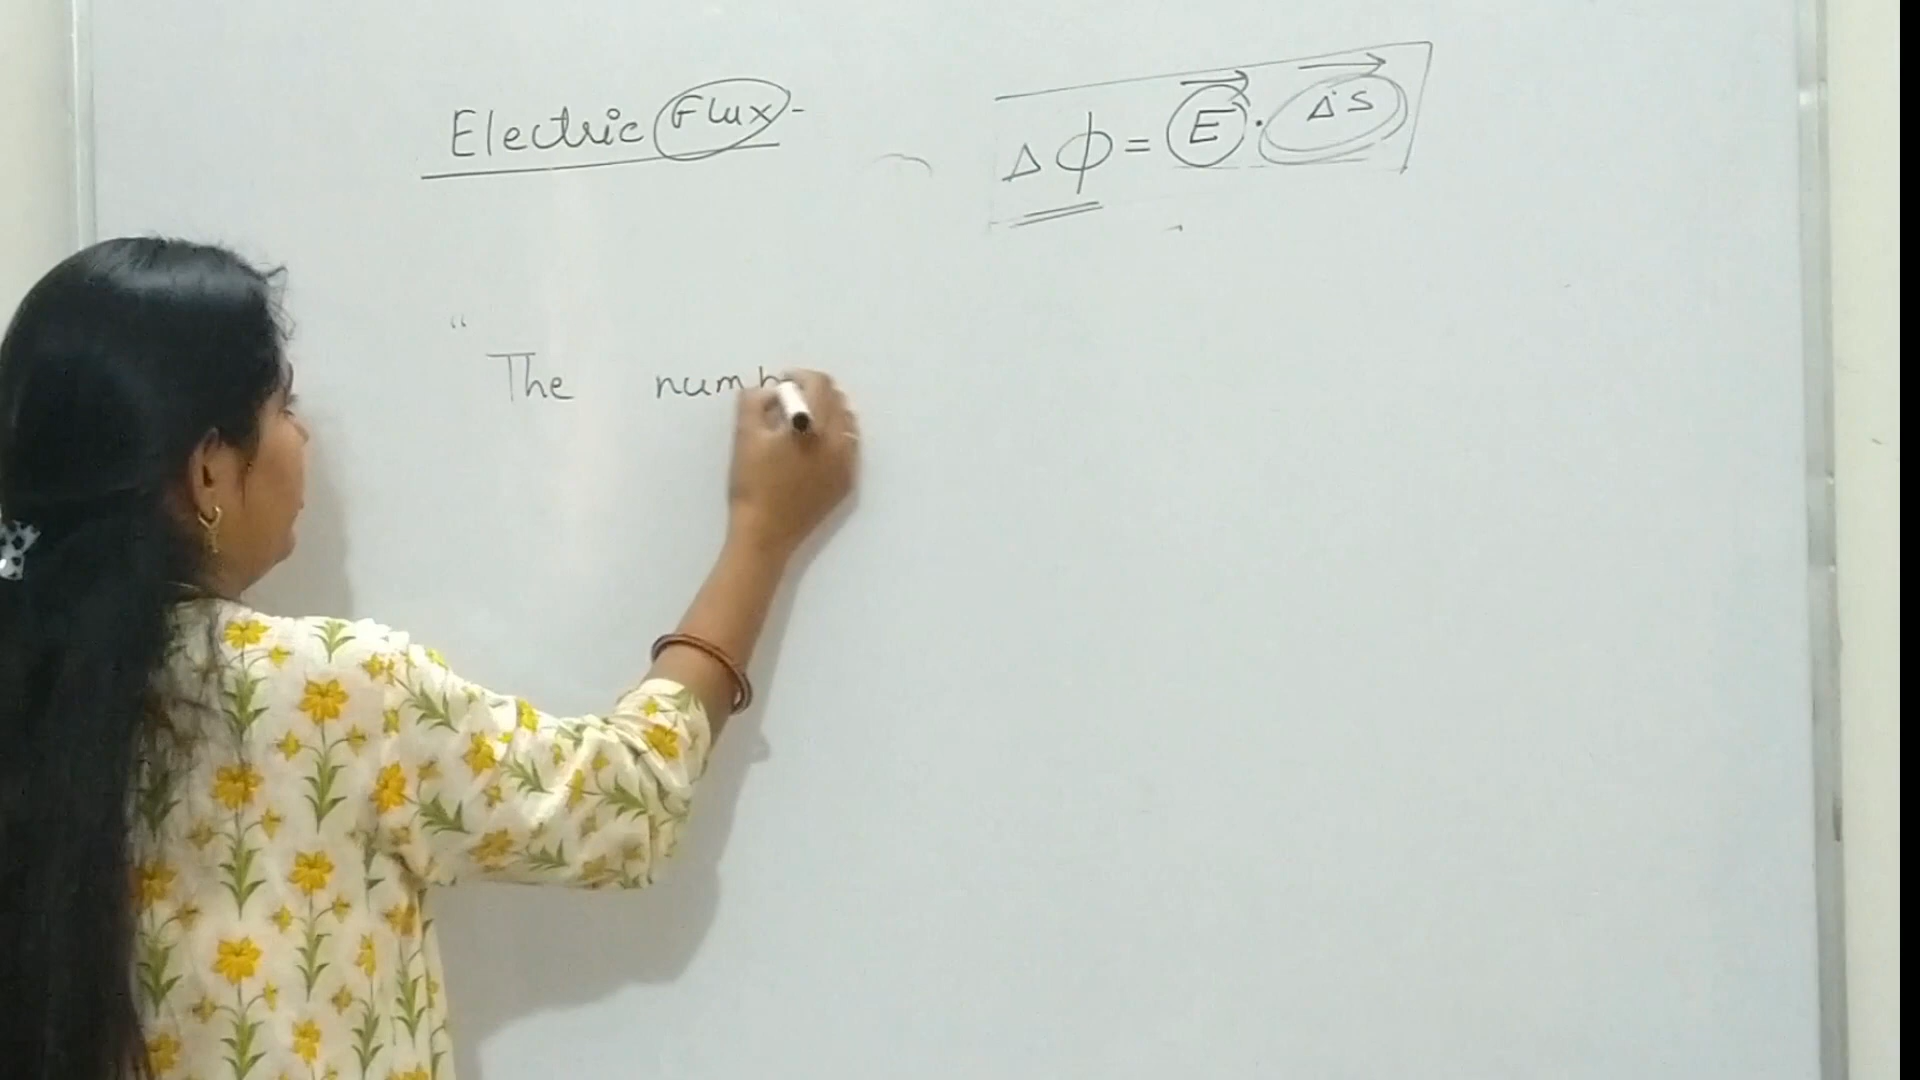 Electric Flux -
Δφ = E⃗ · ΔS⃗
“ The numb